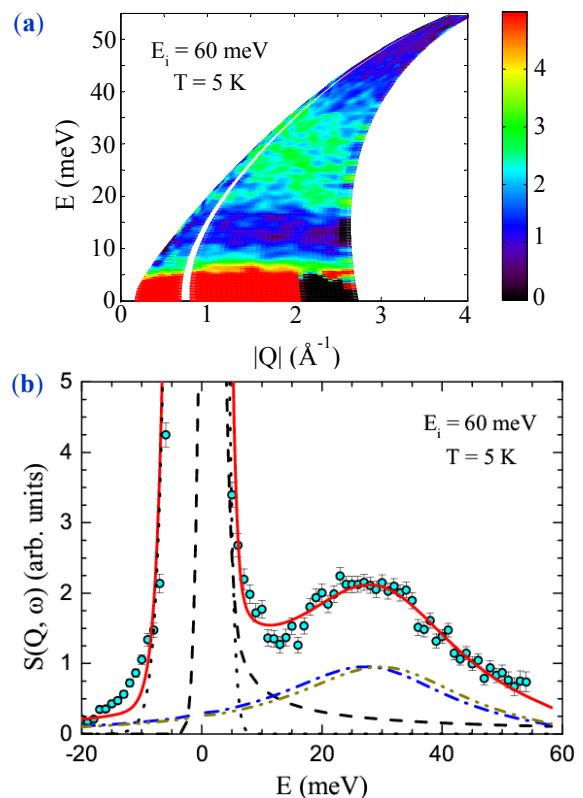 (a)
E_i = 60 meV
T = 5 K
E (meV)
50
40
30
20
10
0
0
1
2
3
4
|Q| (Å^-1)
4
3
2
1
0
(b)
E_i = 60 meV
T = 5 K
S(Q, ω) (arb. units)
5
4
3
2
1
0
-20
0
20
40
60
E (meV)